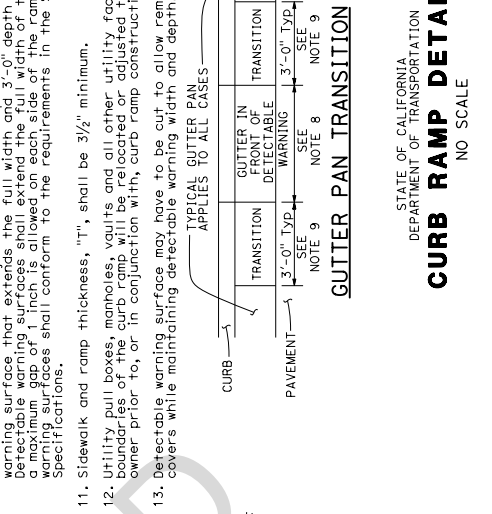 warning surface that extends the full width and 3'-0" depth
Detectable warning surfaces shall extend the full width of
a maximum gap of 1 inch is allowed on each side of the
warning surfaces shall conform to the requirements in the
Specifications.
11. Sidewalk and ramp thickness, "T", shall be 3 1/2" minimum.
12. Utility pull boxes, manholes, vaults and all other utility
boundaries of the curb ramp will be relocated or adjusted
owner prior to, or in conjunction with, curb ramp
13. Detectable warning surface may have to be cut to allow
covers while maintaining detectable warning width and
TYPICAL GUTTER PAN
APPLIES TO ALL CASES
CURB
TRANSITION
GUTTER IN
FRONT OF
DETECTABLE
WARNING
TRANSITION
PAVEMENT
3'-0" Typ
SEE
NOTE 9
SEE
NOTE 8
3'-0" Typ
SEE
NOTE 9
GUTTER PAN TRANSITION
STATE OF CALIFORNIA
DEPARTMENT OF TRANSPORTATION
CURB RAMP
NO SCALE